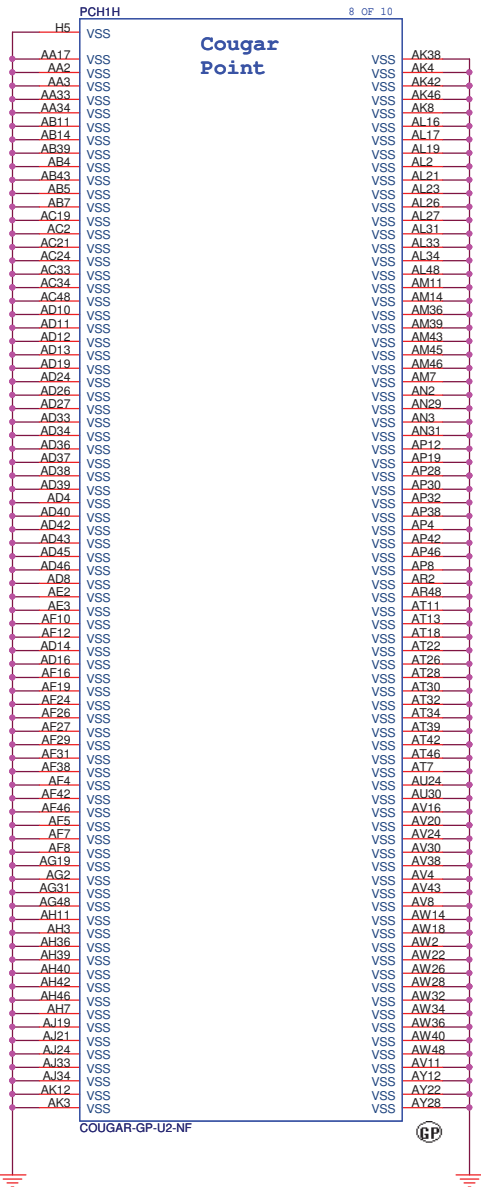 PCH1H 8 OF 10
Cougar
Point
H5 VSS
AA17 VSS VSS AK38
AA2 VSS VSS AK4
AA3 VSS VSS AK42
AA33 VSS VSS AK46
AA34 VSS VSS AK8
AB11 VSS VSS AL16
AB14 VSS VSS AL17
AB39 VSS VSS AL19
AB4 VSS VSS AL2
AB43 VSS VSS AL21
AB5 VSS VSS AL23
AB7 VSS VSS AL26
AC19 VSS VSS AL27
AC2 VSS VSS AL31
AC21 VSS VSS AL33
AC24 VSS VSS AL34
AC33 VSS VSS AL48
AC34 VSS VSS AM11
AC48 VSS VSS AM14
AD10 VSS VSS AM36
AD11 VSS VSS AM39
AD12 VSS VSS AM43
AD13 VSS VSS AM45
AD19 VSS VSS AM46
AD24 VSS VSS AM7
AD26 VSS VSS AN2
AD27 VSS VSS AN29
AD33 VSS VSS AN3
AD34 VSS VSS AN31
AD36 VSS VSS AP12
AD37 VSS VSS AP19
AD38 VSS VSS AP28
AD39 VSS VSS AP30
AD4 VSS VSS AP32
AD40 VSS VSS AP38
AD42 VSS VSS AP4
AD43 VSS VSS AP42
AD45 VSS VSS AP46
AD46 VSS VSS AP8
AD8 VSS VSS AR2
AE2 VSS VSS AR48
AE3 VSS VSS AT11
AF10 VSS VSS AT13
AF12 VSS VSS AT18
AD14 VSS VSS AT22
AD16 VSS VSS AT26
AF16 VSS VSS AT28
AF19 VSS VSS AT30
AF24 VSS VSS AT32
AF26 VSS VSS AT34
AF27 VSS VSS AT39
AF29 VSS VSS AT42
AF31 VSS VSS AT46
AF38 VSS VSS AT7
AF4 VSS VSS AU24
AF42 VSS VSS AU30
AF46 VSS VSS AV16
AF5 VSS VSS AV20
AF7 VSS VSS AV24
AF8 VSS VSS AV30
AG19 VSS VSS AV38
AG2 VSS VSS AV4
AG31 VSS VSS AV43
AG48 VSS VSS AV8
AH11 VSS VSS AW14
AH3 VSS VSS AW18
AH36 VSS VSS AW2
AH39 VSS VSS AW22
AH40 VSS VSS AW26
AH42 VSS VSS AW28
AH46 VSS VSS AW32
AH7 VSS VSS AW34
AJ19 VSS VSS AW36
AJ21 VSS VSS AW40
AJ24 VSS VSS AW48
AJ33 VSS VSS AV11
AJ34 VSS VSS AY12
AK12 VSS VSS AY22
AK3 VSS VSS AY28
COUGAR-GP-U2-NF
GP